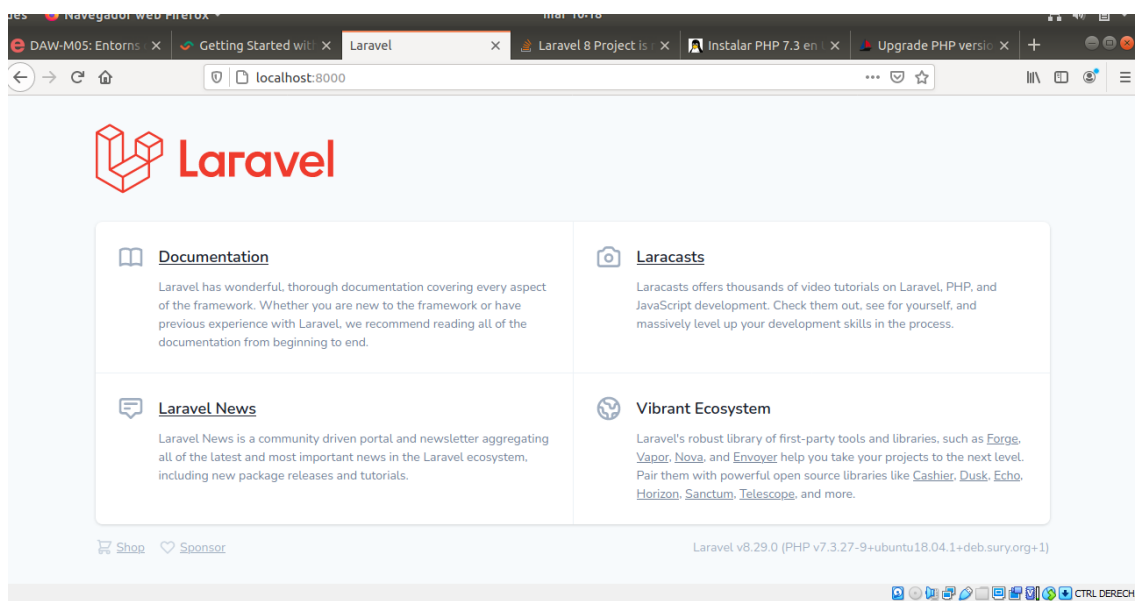 Navegador web Firefox
mar 10:18
DAW-M05: Entorns
Getting Started wit
Laravel
Laravel 8 Project is
Instalar PHP 7.3 en
Upgrade PHP versio
localhost:8000
Laravel
Documentation
Laravel has wonderful, thorough documentation covering every aspect
of the framework. Whether you are new to the framework or have
previous experience with Laravel, we recommend reading all of the
documentation from beginning to end.
Laracasts
Laracasts offers thousands of video tutorials on Laravel, PHP, and
JavaScript development. Check them out, see for yourself, and
massively level up your development skills in the process.
Laravel News
Laravel News is a community driven portal and newsletter aggregating
all of the latest and most important news in the Laravel ecosystem,
including new package releases and tutorials.
Vibrant Ecosystem
Laravel's robust library of first-party tools and libraries, such as Forge,
Vapor, Nova, and Envoyer help you take your projects to the next level.
Pair them with powerful open source libraries like Cashier, Dusk, Echo,
Horizon, Sanctum, Telescope, and more.
Shop
Sponsor
Laravel v8.29.0 (PHP v7.3.27-9+ubuntu18.04.1+deb.sury.org+1)
CTRL DERECH